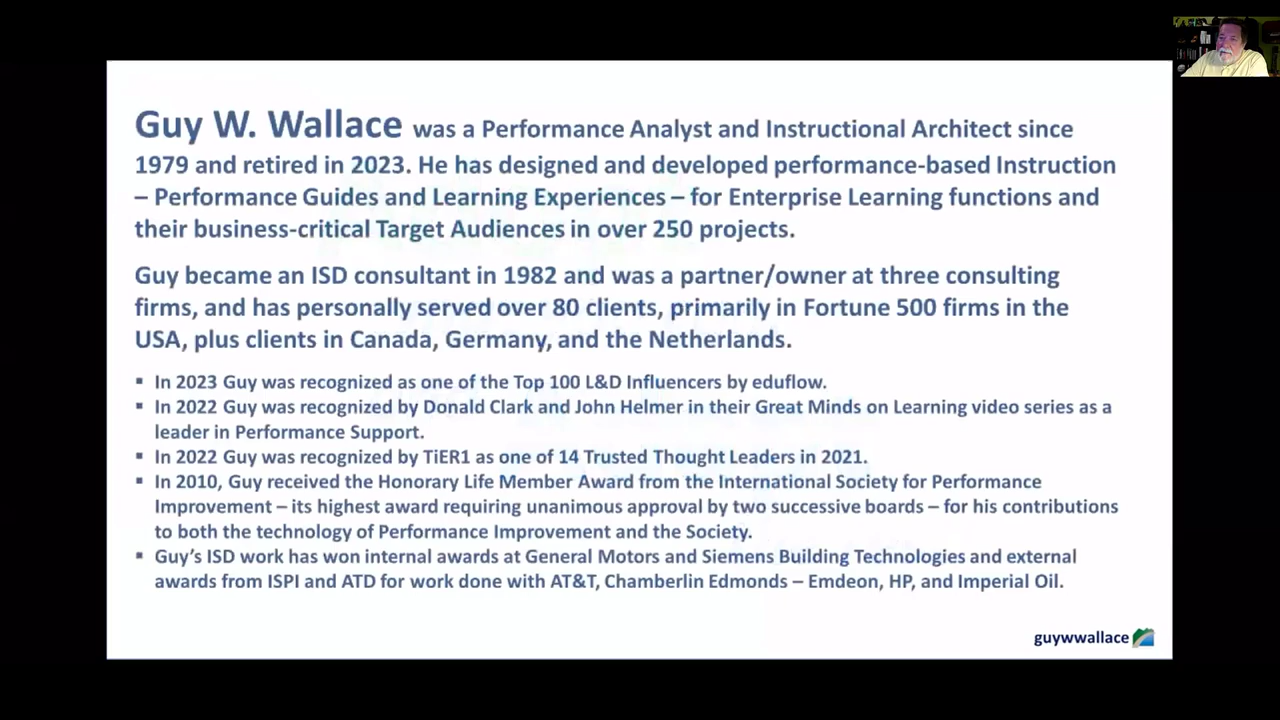 Guy W. Wallace was a Performance Analyst and Instructional Architect since
1979 and retired in 2023. He has designed and developed performance-based Instruction
– Performance Guides and Learning Experiences – for Enterprise Learning functions and
their business-critical Target Audiences in over 250 projects.
Guy became an ISD consultant in 1982 and was a partner/owner at three consulting
firms, and has personally served over 80 clients, primarily in Fortune 500 firms in the
USA, plus clients in Canada, Germany, and the Netherlands.
▪ In 2023 Guy was recognized as one of the Top 100 L&D Influencers by eduflow.
▪ In 2022 Guy was recognized by Donald Clark and John Helmer in their Great Minds on Learning video series as a
leader in Performance Support.
▪ In 2022 Guy was recognized by TiER1 as one of 14 Trusted Thought Leaders in 2021.
▪ In 2010, Guy received the Honorary Life Member Award from the International Society for Performance
Improvement – its highest award requiring unanimous approval by two successive boards – for his contributions
to both the technology of Performance Improvement and the Society.
▪ Guy’s ISD work has won internal awards at General Motors and Siemens Building Technologies and external
awards from ISPI and ATD for work done with AT&T, Chamberlin Edmonds – Emdeon, HP, and Imperial Oil.
guywwallace